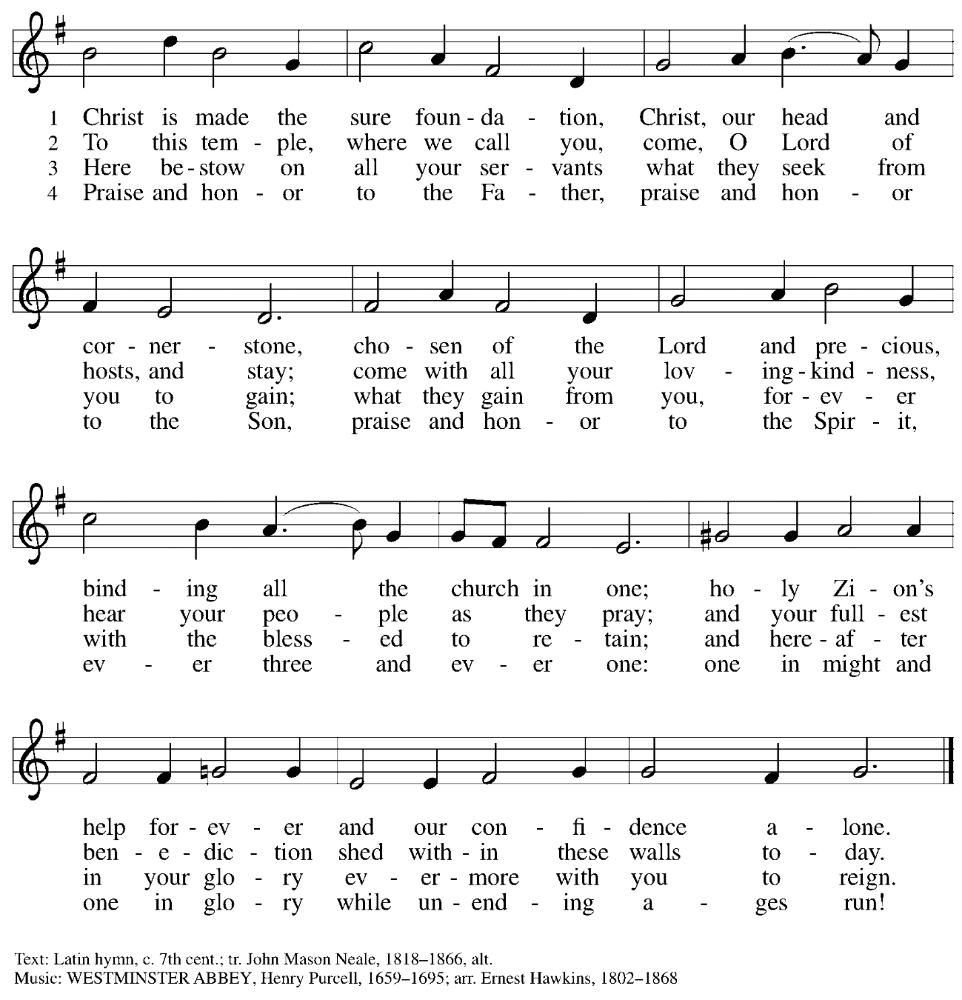 1 Christ is made the sure foun - da - tion, Christ, our head and
2 To this tem - ple, where we call you, come, O Lord of
3 Here be - stow on all your ser - vants what they seek from
4 Praise and hon - or to the Fa - ther, praise and hon - or
cor - ner - stone, cho - sen of the Lord and pre - cious,
hosts, and stay; come with all your lov - ing - kind - ness,
you to gain; what they gain from you, for - ev - er
to the Son, praise and hon - or to the Spir - it,
bind - ing all the church in one; ho - ly Zi - on's
hear your peo - ple as they pray; and your full - est
with the bless - ed to re - tain; and here - af - ter
ev - er three and ev - er one: one in might and
help for - ev - er and our con - fi - dence a - lone.
ben - e - dic - tion shed with - in these walls to - day.
in your glo - ry ev - er - more with you to reign.
one in glo - ry while un - end - ing a - ges run!
Text: Latin hymn, c. 7th cent.; tr. John Mason Neale, 1818–1866, alt.
Music: WESTMINSTER ABBEY, Henry Purcell, 1659–1695; arr. Ernest Hawkins, 1802–1868